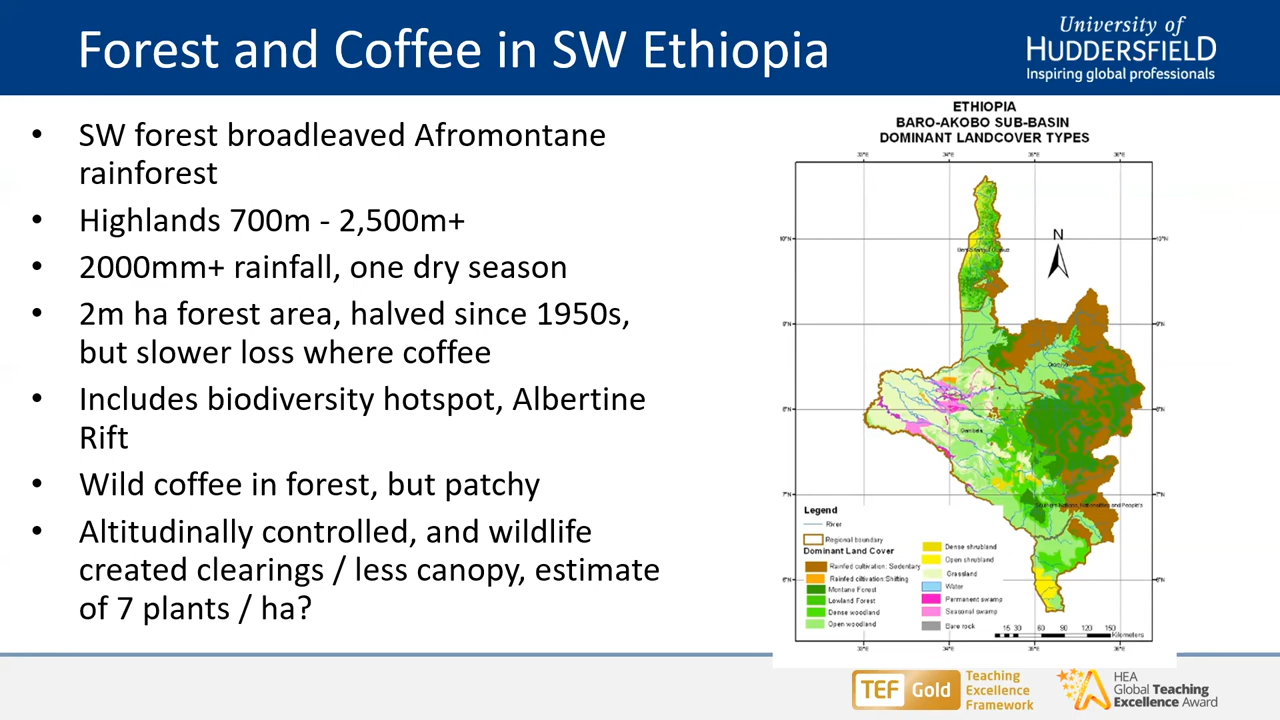 Forest and Coffee in SW Ethiopia
University of
HUDDERSFIELD
Inspiring global professionals
• SW forest broadleaved Afromontane
rainforest
• Highlands 700m - 2,500m+
• 2000mm+ rainfall, one dry season
• 2m ha forest area, halved since 1950s,
but slower loss where coffee
• Includes biodiversity hotspot, Albertine
Rift
• Wild coffee in forest, but patchy
• Altitudinally controlled, and wildlife
created clearings / less canopy, estimate
of 7 plants / ha?
ETHIOPIA
BARO-AKOBO SUB-BASIN
DOMINANT LANDCOVER TYPES
N
Legend
River
Regional boundary
Dominant Land Cover
Rainfed cultivation: Sedentary
Rainfed cultivation: Shifting
Montane Forest
Lowland Forest
Dense woodland
Open woodland
Dense shrubland
Open shrubland
Grassland
Water
Permanent swamp
Seasonal swamp
Bare rock
15 30 60 90 120 150
Kilometers
TEF Gold
Teaching
Excellence
Framework
HEA
Global Teaching
Excellence Award